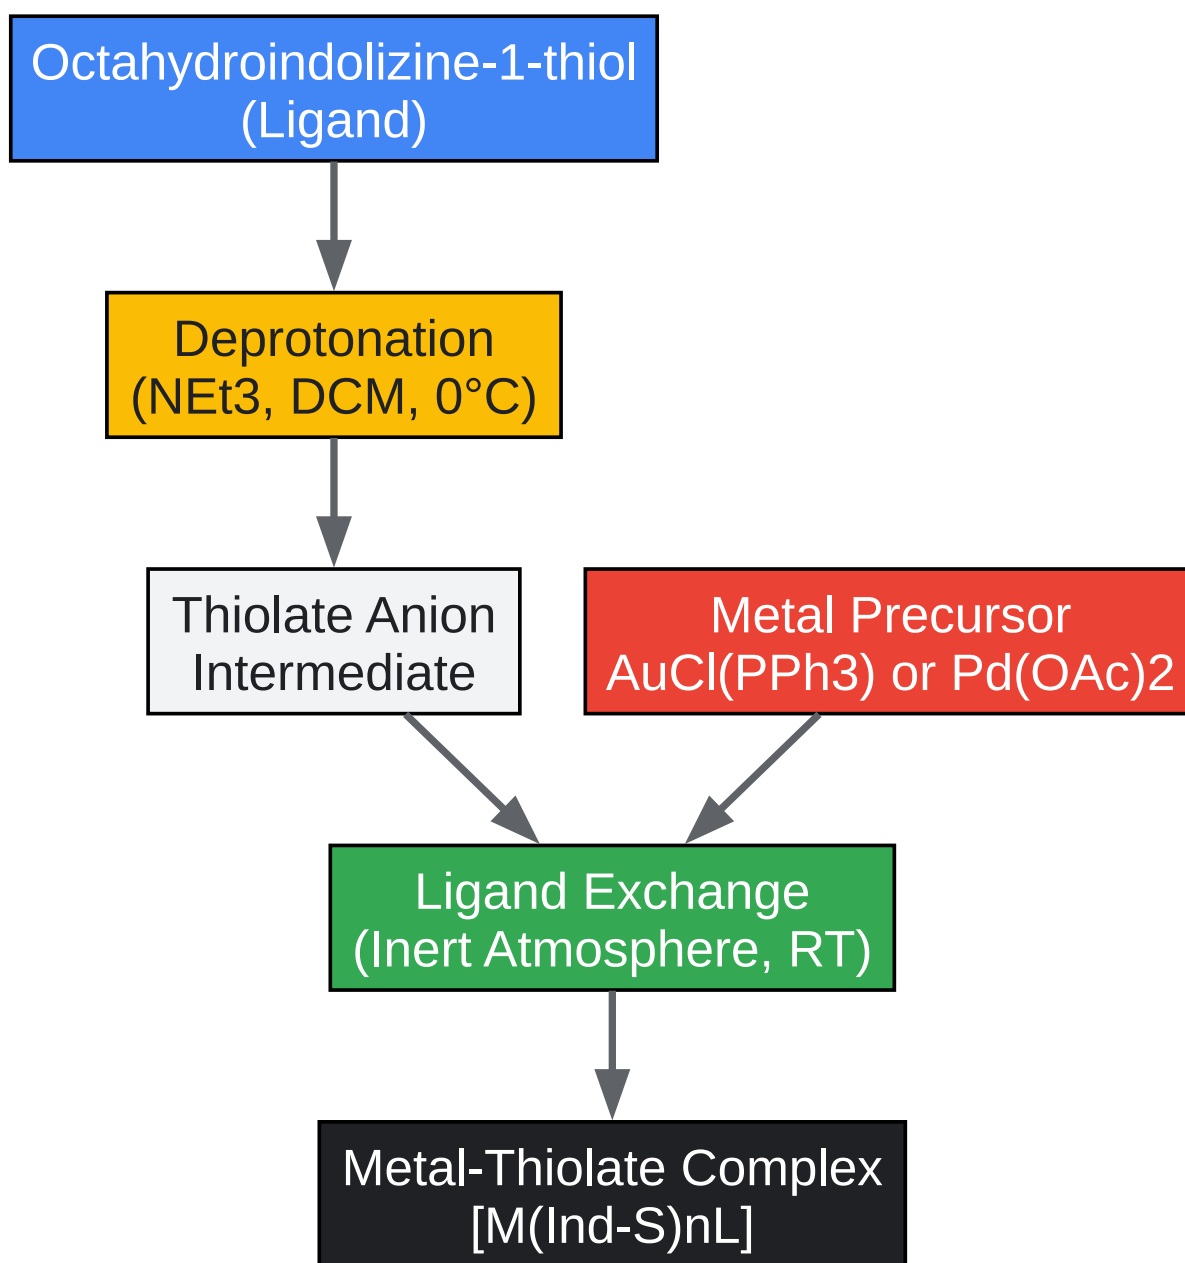 Octahydroindolizine-1-thiol
(Ligand)
Deprotonation
(NEt3, DCM, 0°C)
Thiolate Anion
Intermediate
Metal Precursor
AuCl(PPh3) or Pd(OAc)2
Ligand Exchange
(Inert Atmosphere, RT)
Metal-Thiolate Complex
[M(Ind-S)nL]